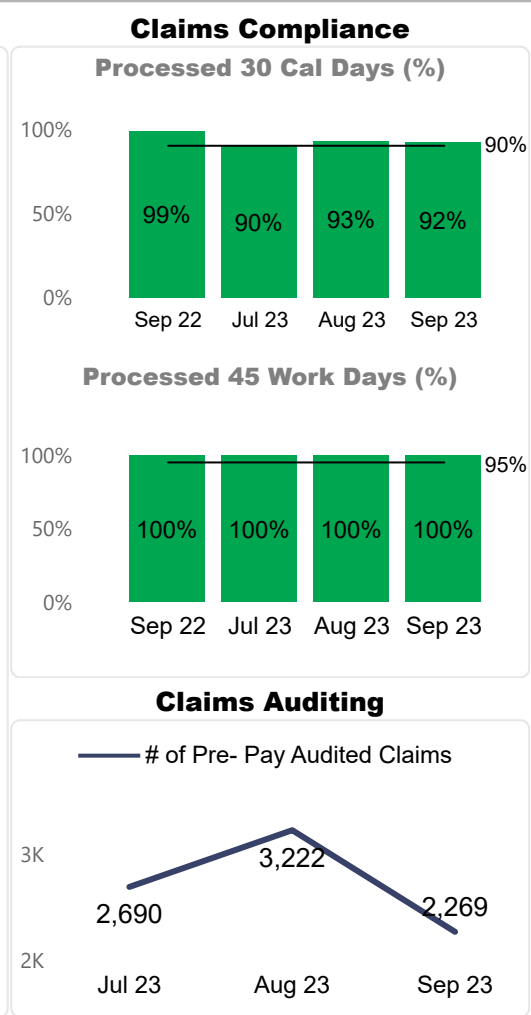 Claims Compliance
Processed 30 Cal Days (%)
100%
90%
50%
99%
90%
93%
92%
0%
Sep 22 Jul 23 Aug 23 Sep 23
Processed 45 Work Days (%)
100%
95%
50%
100%
100%
100%
100%
0%
Sep 22 Jul 23 Aug 23 Sep 23
Claims Auditing
# of Pre- Pay Audited Claims
3K
3,222
2,690
2,269
2K
Jul 23 Aug 23 Sep 23